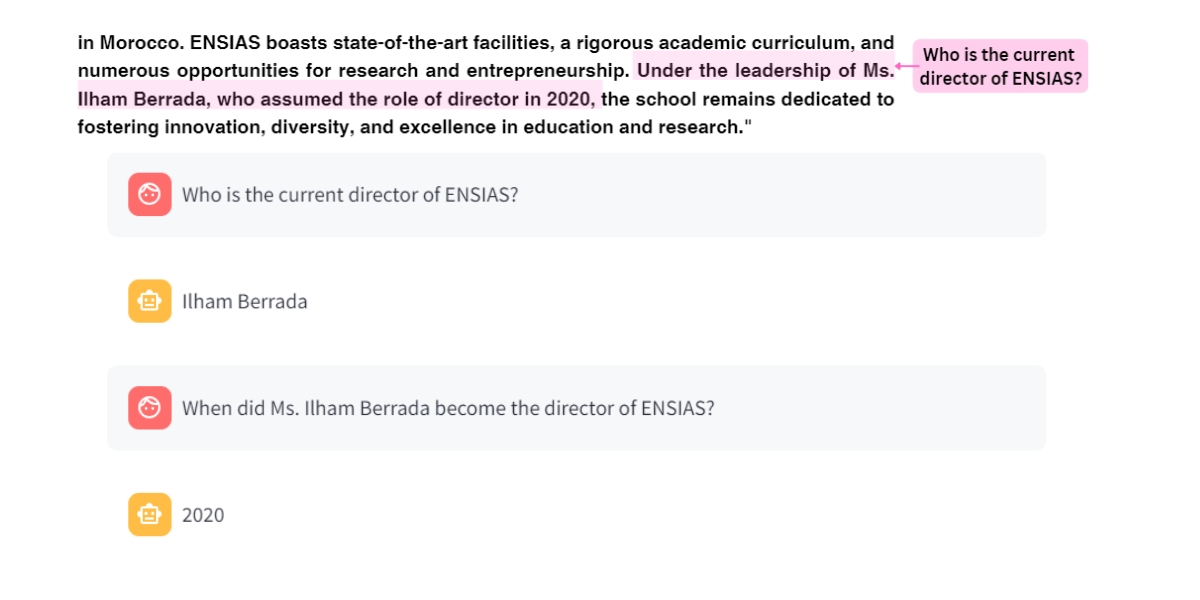 in Morocco. ENSIAS boasts state-of-the-art facilities, a rigorous academic curriculum, and
numerous opportunities for research and entrepreneurship. Under the leadership of Ms.
Ilham Berrada, who assumed the role of director in 2020, the school remains dedicated to
fostering innovation, diversity, and excellence in education and research."
Who is the current
director of ENSIAS?
Who is the current director of ENSIAS?
Ilham Berrada
When did Ms. Ilham Berrada become the director of ENSIAS?
2020